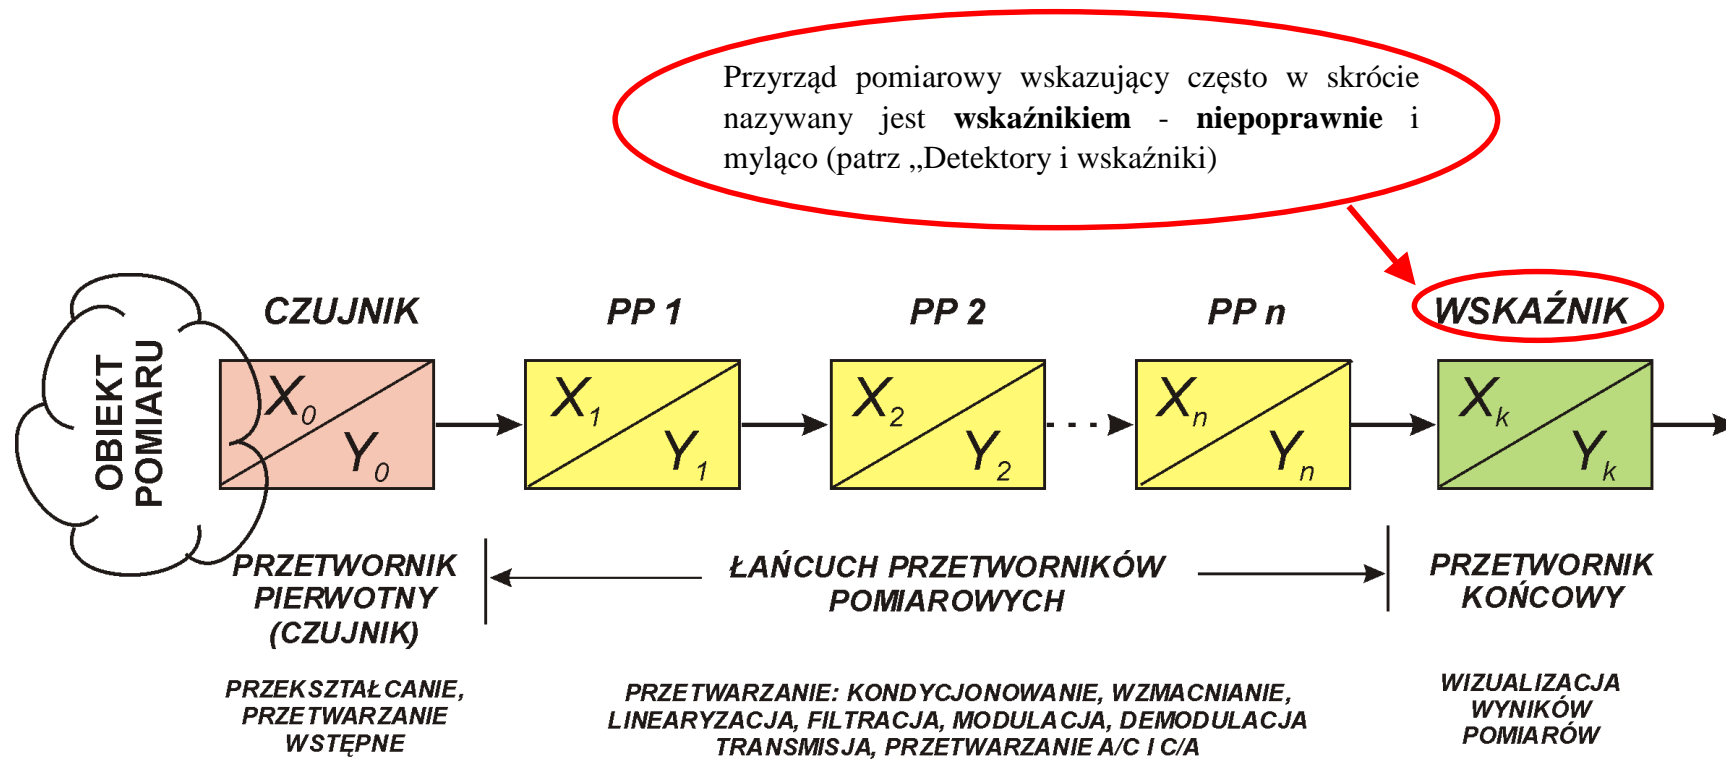 Przyrząd pomiarowy wskazujący często w skrócie
nazywany jest wskaźnikiem - niepoprawnie i
myląco (patrz „Detektory i wskaźniki)
CZUJNIK
PP 1
PP 2
PP n
WSKAŹNIK
OBIEKT
POMIARU
X0
Y0
X1
Y1
X2
Y2
Xn
Yn
Xk
Yk
PRZETWORNIK
PIERWOTNY
(CZUJNIK)
ŁAŃCUCH PRZETWORNIKÓW
POMIAROWYCH
PRZETWORNIK
KOŃCOWY
PRZEKSZTAŁCANIE,
PRZETWARZANIE
WSTĘPNE
PRZETWARZANIE: KONDYCJONOWANIE, WZMACNIANIE,
LINEARYZACJA, FILTRACJA, MODULACJA, DEMODULACJA
TRANSMISJA, PRZETWARZANIE A/C I C/A
WIZUALIZACJA
WYNIKÓW
POMIARÓW